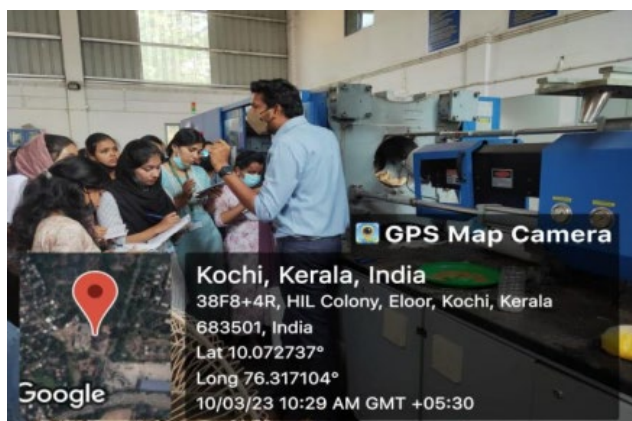 GPS Map Camera
Kochi, Kerala, India
38F8+4R, HIL Colony, Eloor, Kochi, Kerala
683501, India
Lat 10.072737°
Long 76.317104°
10/03/23 10:29 AM GMT +05:30
Google